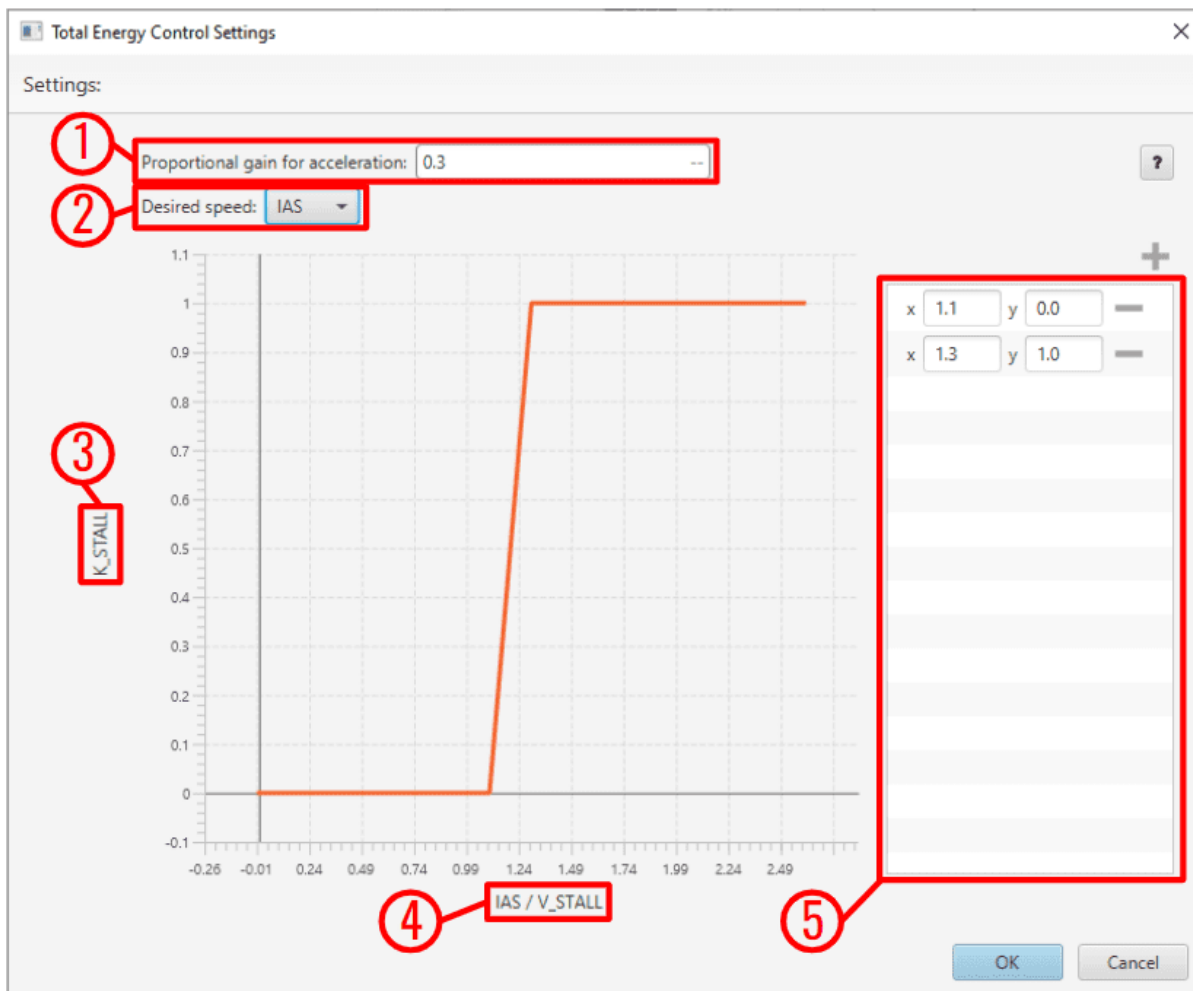 Total Energy Control Settings
Settings:
1
Proportional gain for acceleration: 0.3 --
?
2
Desired speed: IAS
1.1
1
0.9
0.8
0.7
0.6
0.5
0.4
0.3
0.2
0.1
0
-0.1
3
K_STALL
-0.26 -0.01 0.24 0.49 0.74 0.99 1.24 1.49 1.74 1.99 2.24 2.49
4
IAS / V_STALL
x 1.1 y 0.0
x 1.3 y 1.0
5
OK Cancel